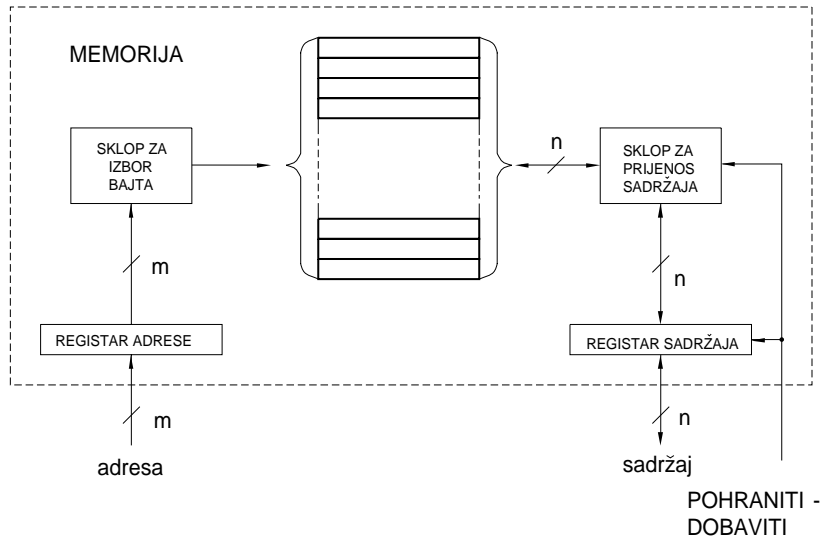 MEMORIJA
SKLOP ZA
IZBOR
BAJTA
n
SKLOP ZA
PRIJENOS
SADRŽAJA
m
n
REGISTAR ADRESE
REGISTAR SADRŽAJA
m
n
adresa
sadržaj
POHRANITI -
DOBAVITI